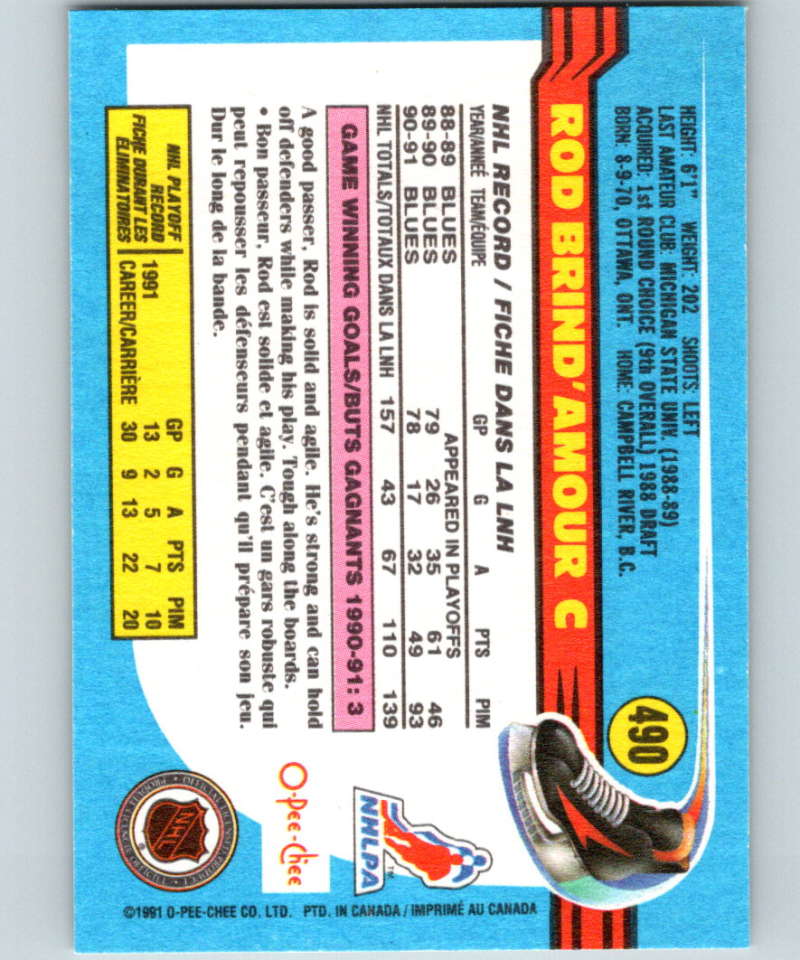 HEIGHT: 6'1" WEIGHT: 202 SHOOTS: LEFT
LAST AMATEUR CLUB: MICHIGAN STATE UNIV. (1988-89)
ACQUIRED: 1st ROUND CHOICE (9th OVERALL) 1988 DRAFT
BORN: 8-9-70, OTTAWA, ONT. HOME: CAMPBELL RIVER, B.C.
490
ROD BRIND'AMOUR C
NHL RECORD / FICHE DANS LA LNH
YEAR/ANNÉE TEAM/ÉQUIPE GP G A PTS PIM
88-89 BLUES APPEARED IN PLAYOFFS
89-90 BLUES 79 26 35 61 46
90-91 BLUES 78 17 32 49 93
NHL TOTALS/TOTAUX DANS LA LNH 157 43 67 110 139
GAME WINNING GOALS/BUTS GAGNANTS 1990-91: 3
A good passer, Rod is solid and agile. He's strong and can hold
off defenders while making his play. Tough along the boards.
• Bon passeur, Rod est solide et agile. C'est un gars robuste qui
peut repousser les défenseurs pendant qu'il prépare son jeu.
Dur le long de la bande.
NHL PLAYOFF
RECORD
FICHE DURANT LES
ÉLIMINATOIRES
GP G A PTS PIM
1991 13 2 5 7 10
CAREER/CARRIÈRE 30 9 13 22 20
NHLPA
TM
O-Pee-Chee
NHL
©1991 O-PEE-CHEE CO. LTD. PTD. IN CANADA / IMPRIMÉ AU CANADA